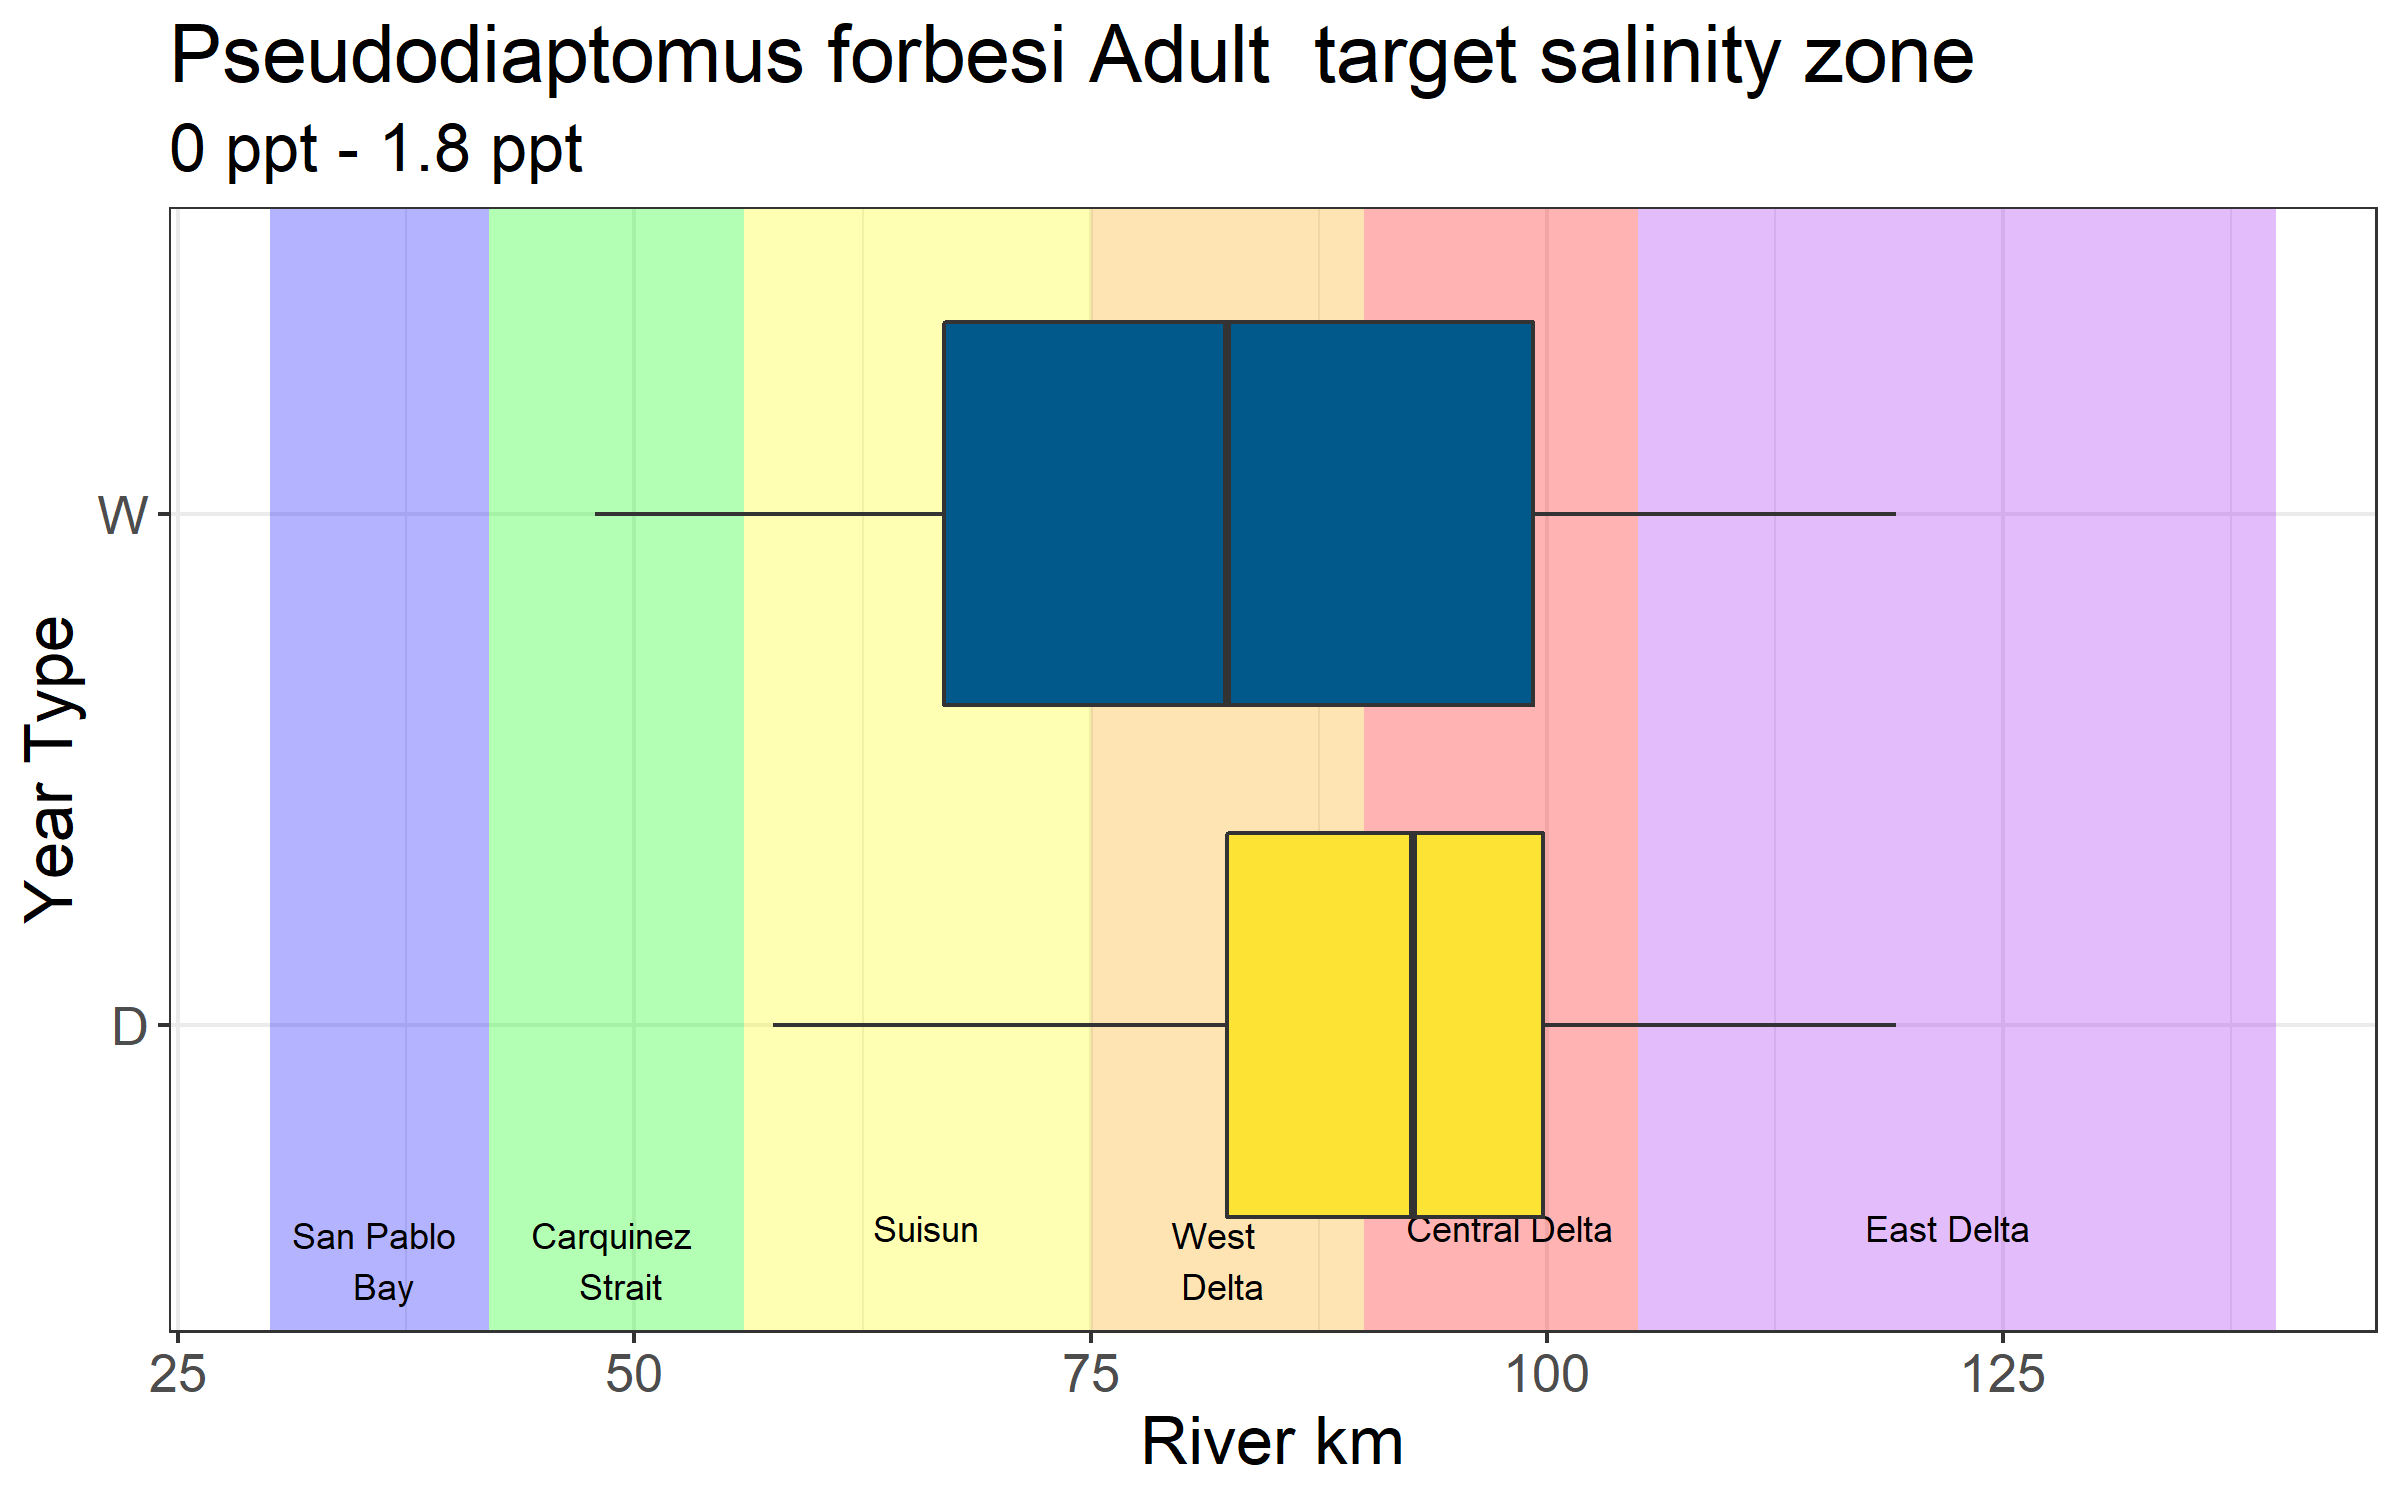 Pseudodiaptomus forbesi Adult  target salinity zone
0 ppt - 1.8 ppt
Year Type
W
D
San Pablo
Bay
Carquinez
Strait
Suisun
West
Delta
Central Delta
East Delta
25
50
75
100
125
River km